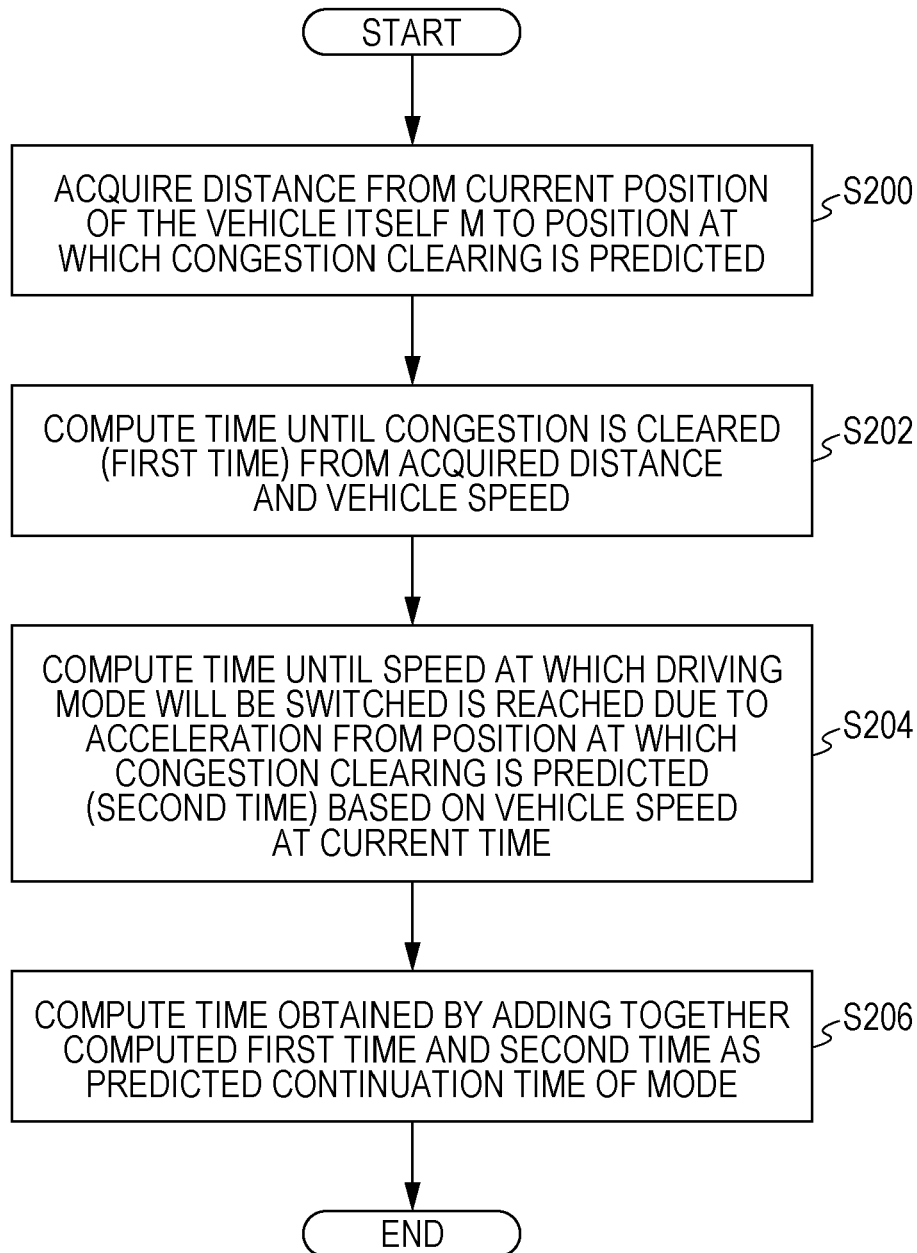 START
ACQUIRE DISTANCE FROM CURRENT POSITION
OF THE VEHICLE ITSELF M TO POSITION AT
WHICH CONGESTION CLEARING IS PREDICTED
S200
COMPUTE TIME UNTIL CONGESTION IS CLEARED
(FIRST TIME) FROM ACQUIRED DISTANCE
AND VEHICLE SPEED
S202
COMPUTE TIME UNTIL SPEED AT WHICH DRIVING
MODE WILL BE SWITCHED IS REACHED DUE TO
ACCELERATION FROM POSITION AT WHICH
CONGESTION CLEARING IS PREDICTED
(SECOND TIME) BASED ON VEHICLE SPEED
AT CURRENT TIME
S204
COMPUTE TIME OBTAINED BY ADDING TOGETHER
COMPUTED FIRST TIME AND SECOND TIME AS
PREDICTED CONTINUATION TIME OF MODE
S206
END